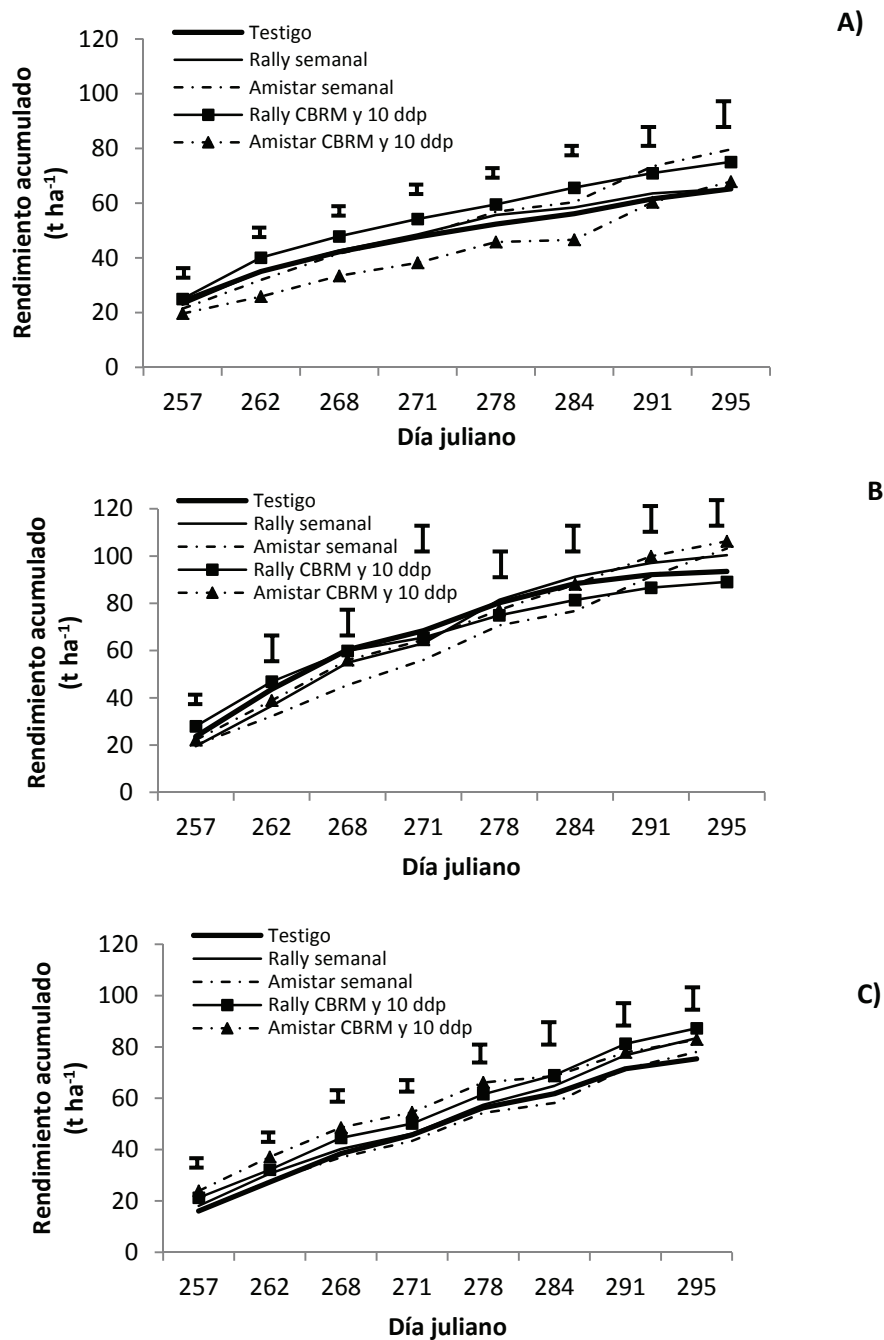 A)
Rendimiento acumulado
(t ha-1)
120
100
80
60
40
20
0
Testigo
Rally semanal
Amistar semanal
Rally CBRM y 10 ddp
Amistar CBRM y 10 ddp
257 262 268 271 278 284 291 295
Día juliano
B
Rendimiento acumulado
(t ha-1)
120
100
80
60
40
20
0
Testigo
Rally semanal
Amistar semanal
Rally CBRM y 10 ddp
Amistar CBRM y 10 ddp
257 262 268 271 278 284 291 295
Día juliano
C)
Rendimiento acumulado
(t ha-1)
120
100
80
60
40
20
0
Testigo
Rally semanal
Amistar semanal
Rally CBRM y 10 ddp
Amistar CBRM y 10 ddp
257 262 268 271 278 284 291 295
Día juliano